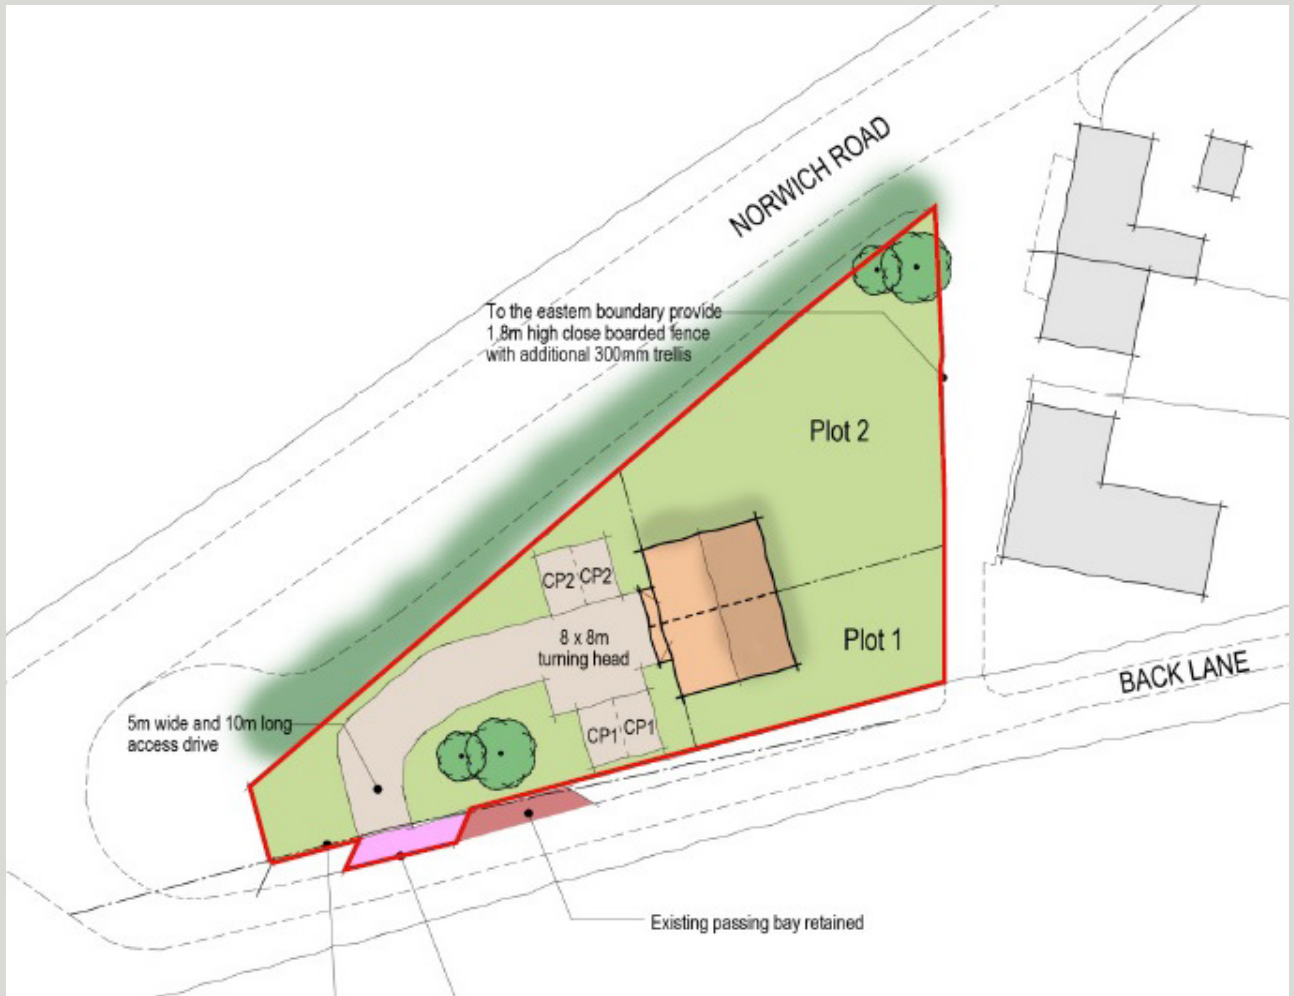 NORWICH ROAD
To the eastern boundary provide
1.8m high close boarded fence
with additional 300mm trellis
Plot 2
CP2 CP2
8 x 8m
turning head
Plot 1
BACK LANE
5m wide and 10m long
access drive
CP1 CP1
Existing passing bay retained